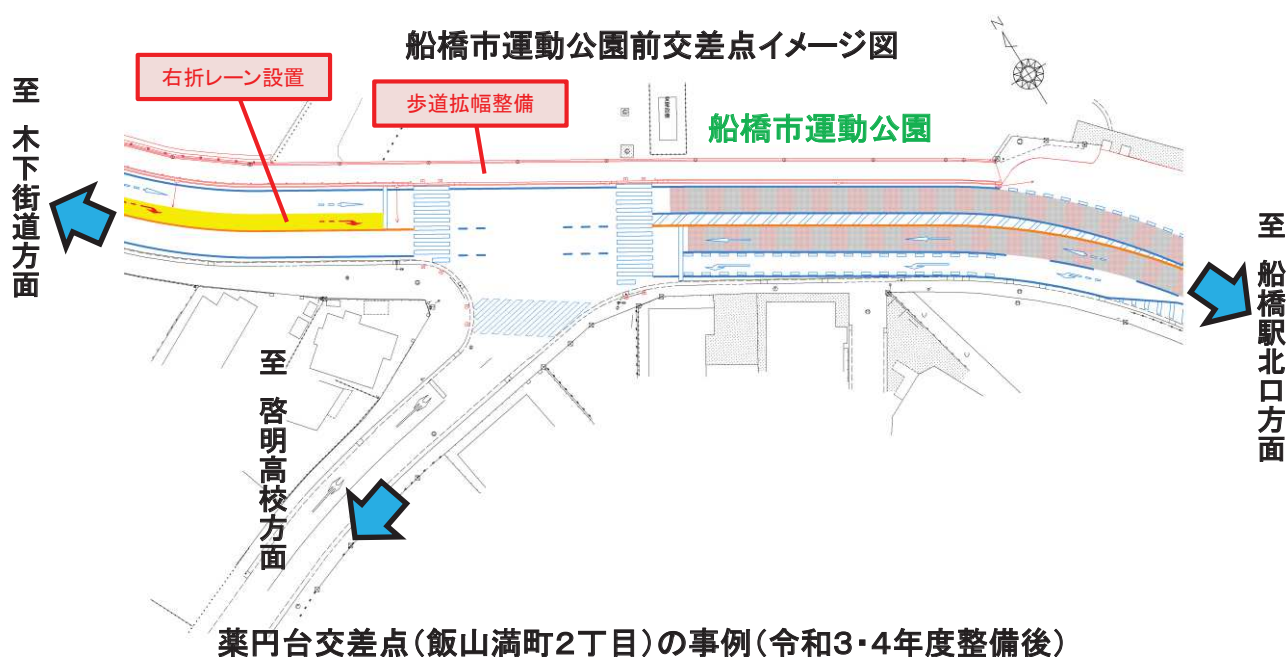 船橋市運動公園前交差点イメージ図
右折レーン設置
歩道拡幅整備
船橋市運動公園
至 木下街道方面
至 船橋駅北口方面
至 啓明高校方面
薬円台交差点(飯山満町2丁目)の事例(令和3・4年度整備後)